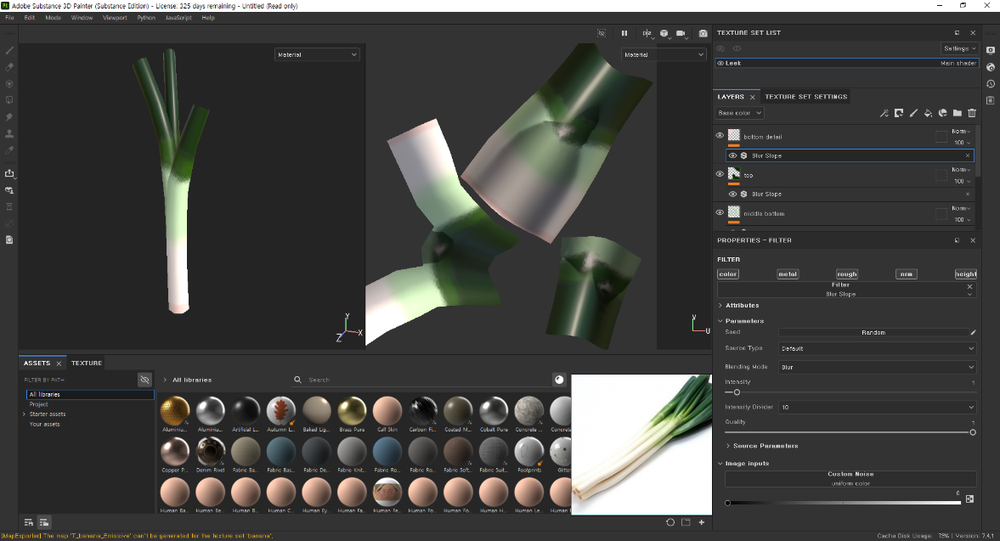 Adobe Substance 3D Painter (Substance Edition) - License: 325 days remaining - Untitled (Read only)
File Edit Mode Window Viewport Python JavaScript Help
Material
Material
Y
X
Z
V
U
TEXTURE SET LIST
Settings
Leek Main shader
LAYERS TEXTURE SET SETTINGS
Base color
bottom detail Norm 100
Blur Slope
top Norm 100
Blur Slope
middle bottom Norm 100
PROPERTIES - FILTER
FILTER
color metal rough nrm height
Filter
Blur Slope
Attributes
Parameters
Seed Random
Source Type Default
Blending Mode Blur
Intensity 1
Intensity Divider 10
Quality 1
Source Parameters
Image inputs
Custom Noise
uniform color
0
ASSETS TEXTURE
FILTER BY PATH
All libraries
Project
Starter assets
Your assets
All libraries Search
Aluminiu... Aluminiu... Artificial L... Autumn L... Baked Lig... Brass Pure Calf Skin Carbon Fi... Coated M... Cobalt Pure Concrete ... Concrete
Copper P... Denim Rivet Fabric Ba... Fabric Bas... Fabric De... Fabric Knit... Fabric Ro... Fabric Ro... Fabric Soft... Fabric Suit... Footprints Glitter
Human Ba... Human Be... Human B... Human C... Human Ey... Human Fa... Human Fe... Human Fo... Human Fo... Human H... Human Le... Human
[MapExporter] The map 'T_banana_Emissive' can't be generated for the texture set 'banana',
Cache Disk Usage: 73% | Version: 7,4,1